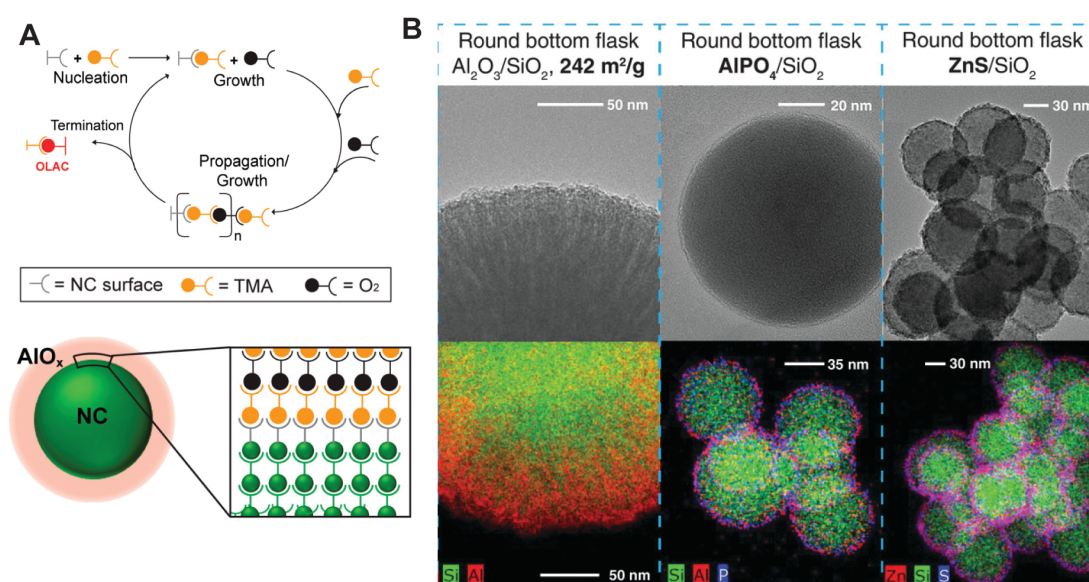 A
+
Nucleation
+
Growth
Termination
OLAC
Propagation/
Growth
n
= NC surface
= TMA
= O₂
AlOₓ
NC
B
Round bottom flask
Al₂O₃/SiO₂, 242 m²/g
50 nm
Si Al
50 nm
Round bottom flask
AlPO₄/SiO₂
20 nm
35 nm
Si Al P
Round bottom flask
ZnS/SiO₂
30 nm
30 nm
Zn Si S